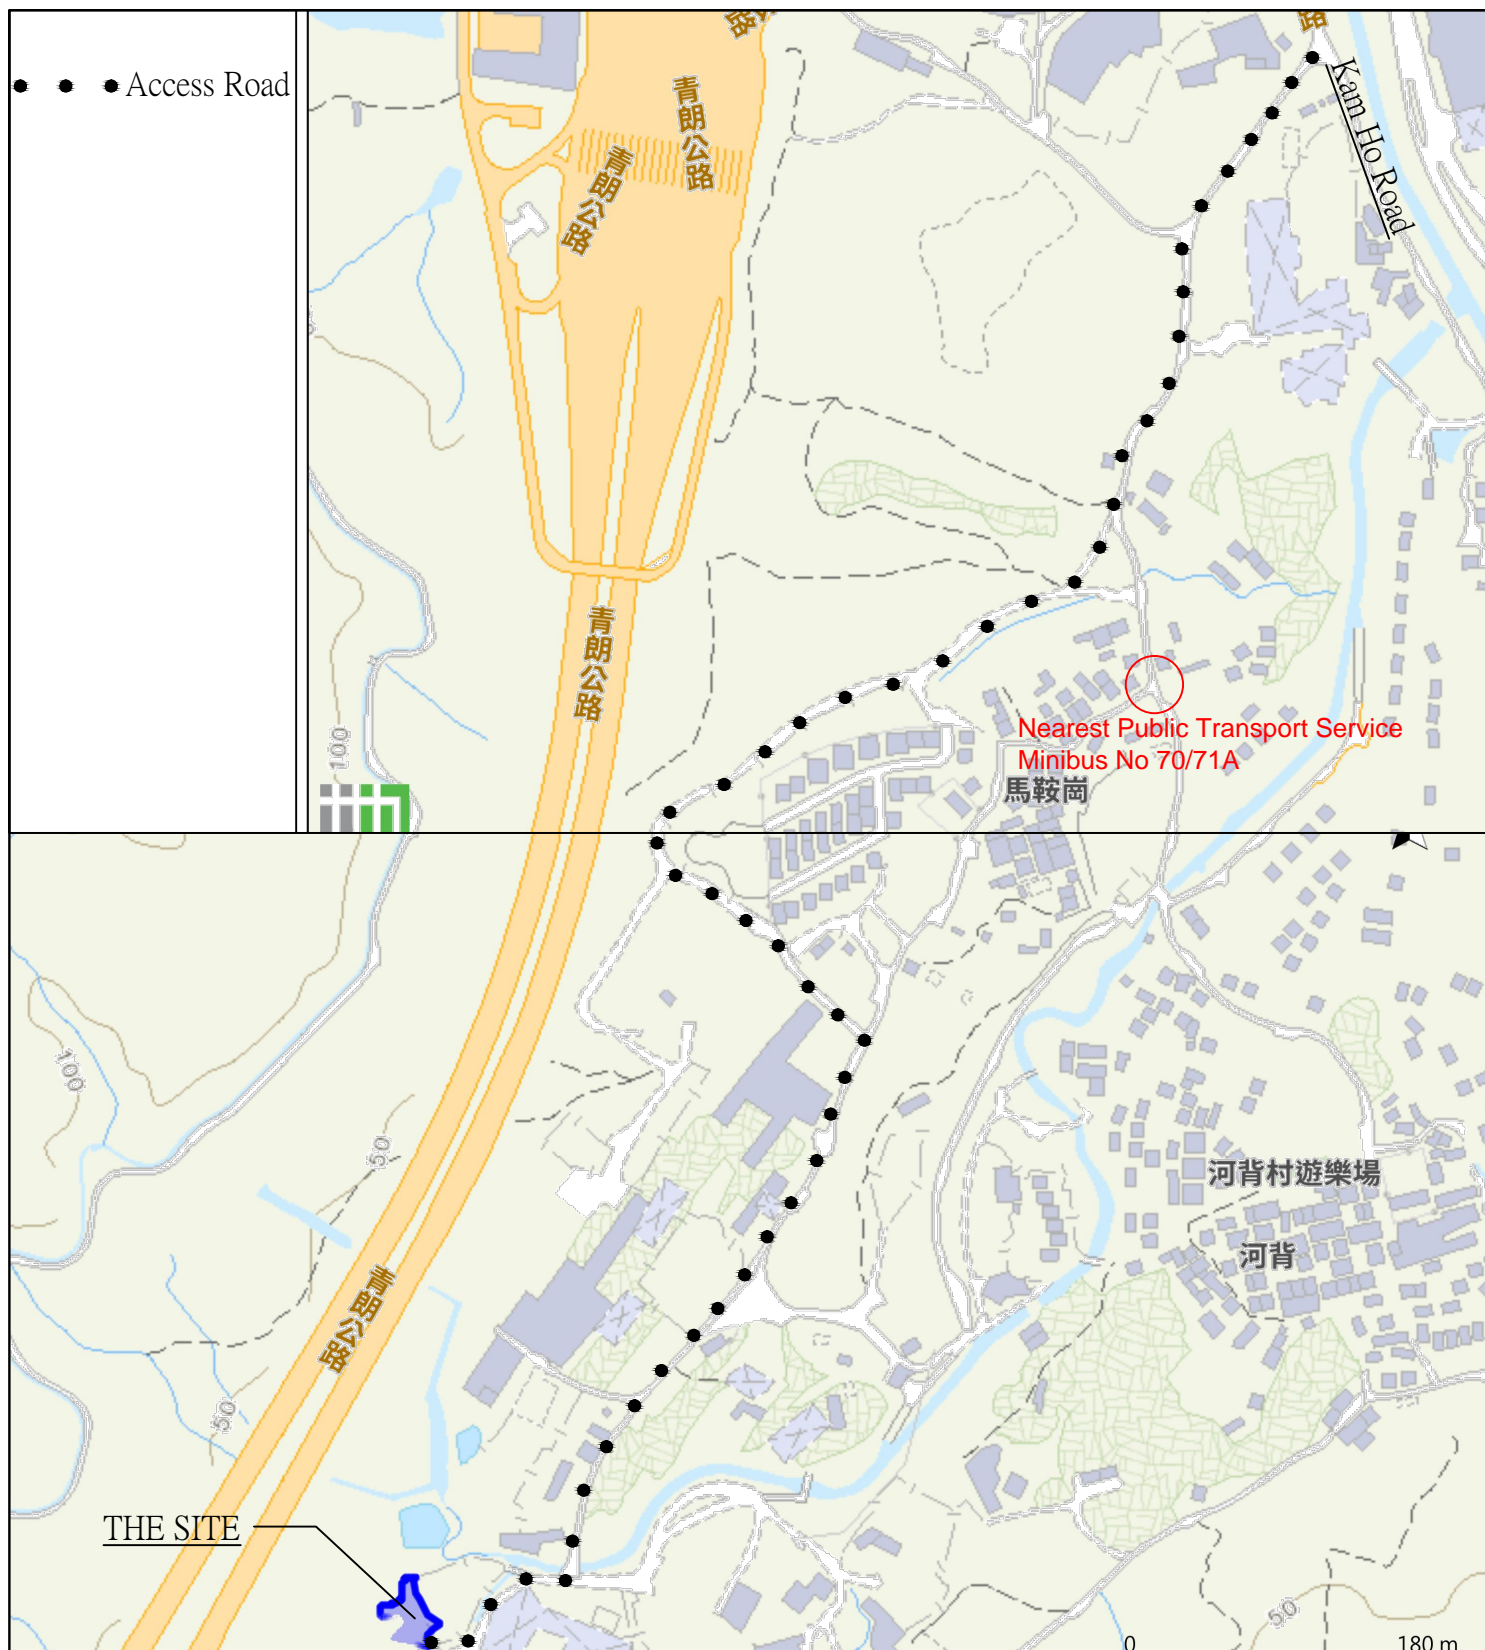 路
路
Access Road
青朗公路
青朗公路
Kam Ho Road
青朗公路
Nearest Public Transport Service
Minibus No 70/71A
馬鞍崗
100
100
50
河背村遊樂場
河背
青朗公路
50
THE SITE
50
0
180 m